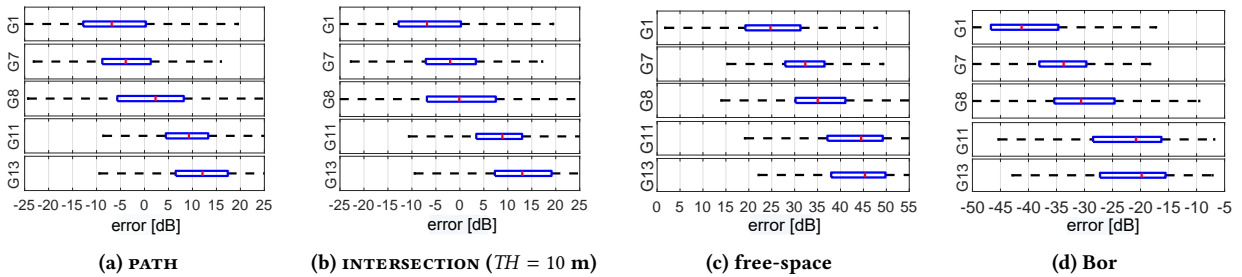 G1
G7
G8
G11
G13
-25 -20 -15 -10 -5 0 5 10 15 20 25
error [dB]
(a) PATH
G1
G7
G8
G11
G13
-25 -20 -15 -10 -5 0 5 10 15 20 25
error [dB]
(b) INTERSECTION (TH = 10 m)
G1
G7
G8
G11
G13
0 5 10 15 20 25 30 35 40 45 50 55
error [dB]
(c) free-space
G1
G7
G8
G11
G13
-50 -45 -40 -35 -30 -25 -20 -15 -10 -5
error [dB]
(d) Bor